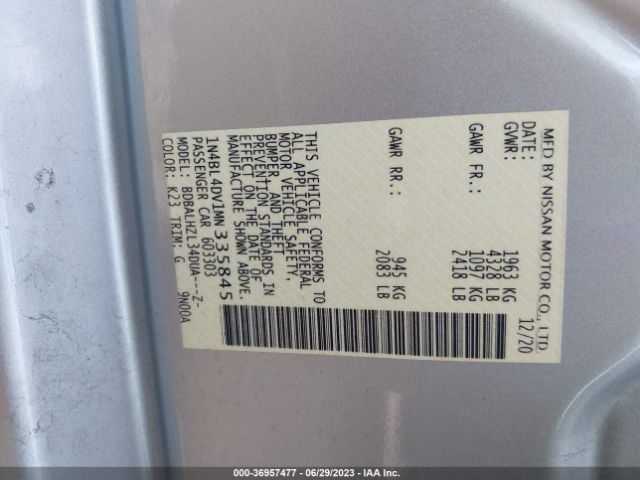 MFD BY NISSAN MOTOR CO., LTD.
DATE: 12/20
GVWR: 1963 KG
4328 LB
GAWR FR.: 1097 KG
2418 LB
GAWR RR.: 945 KG
2083 LB
THIS VEHICLE CONFORMS TO
ALL APPLICABLE FEDERAL
MOTOR VEHICLE SAFETY,
BUMPER, AND THEFT
PREVENTION STANDARDS IN
EFFECT ON THE DATE OF
MANUFACTURE SHOWN ABOVE.
1N4BL4DV1MN335845
PASSENGER CAR 603303
MODEL: BDBALHZL34DUA---Z-
COLOR: K23 TRIM: G 9N00A
000-36957477 - 06/29/2023 - IAA Inc.